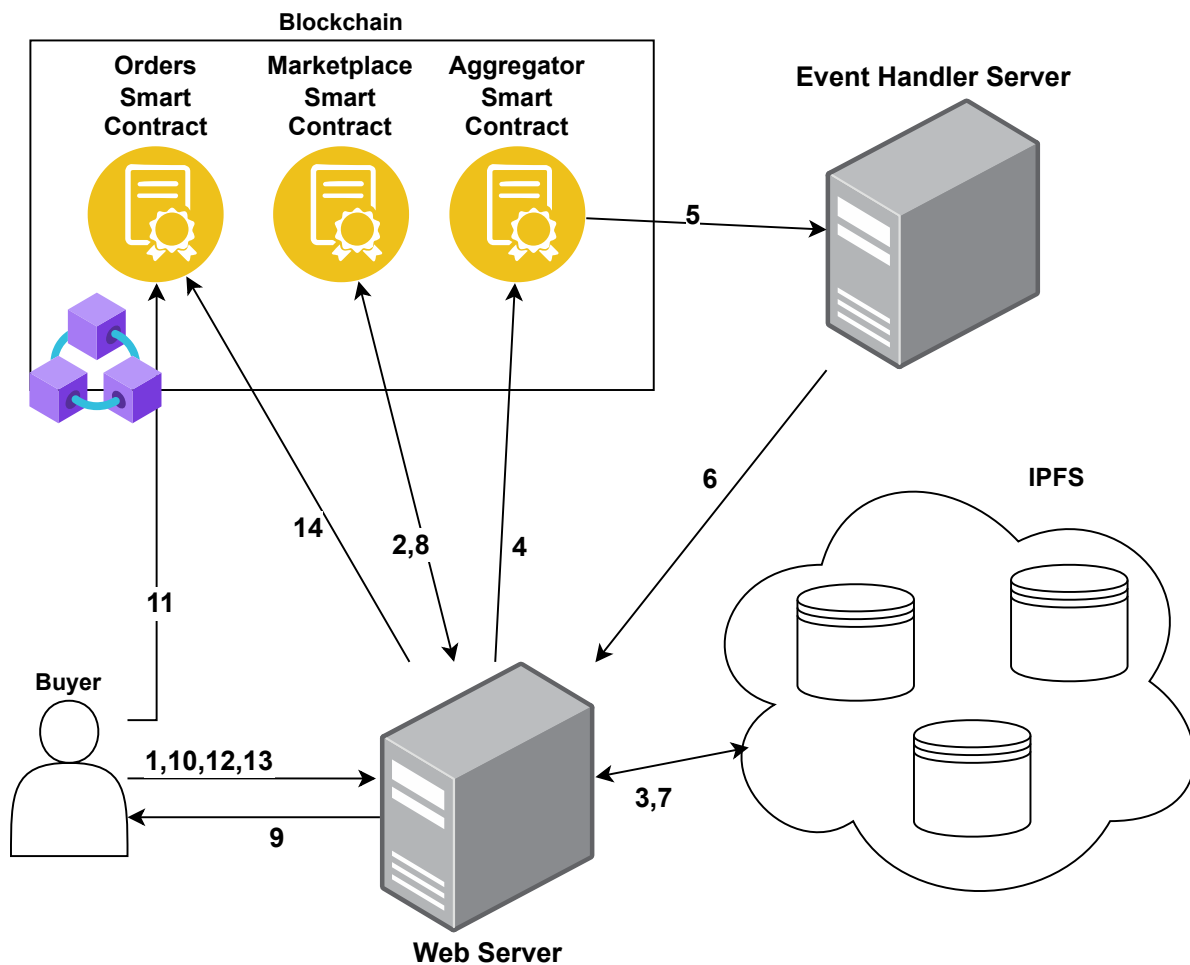 Blockchain
Orders
Smart
Contract
Marketplace
Smart
Contract
Aggregator
Smart
Contract
Event Handler Server
5
6
IPFS
14
2,8
4
11
Buyer
1,10,12,13
3,7
9
Web Server